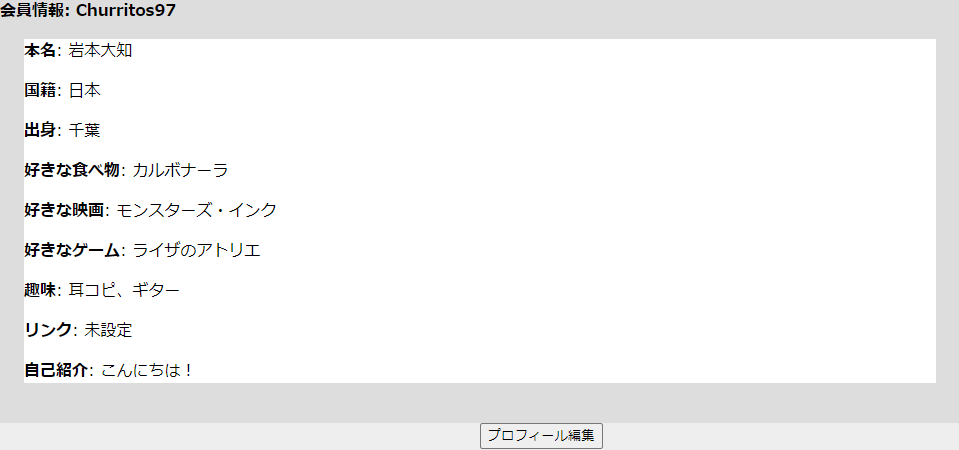 会員情報: Churritos97
本名: 岩本大知
国籍: 日本
出身: 千葉
好きな食べ物: カルボナーラ
好きな映画: モンスターズ・インク
好きなゲーム: ライザのアトリエ
趣味: 耳コピ、ギター
リンク: 未設定
自己紹介: こんにちは！
プロフィール編集